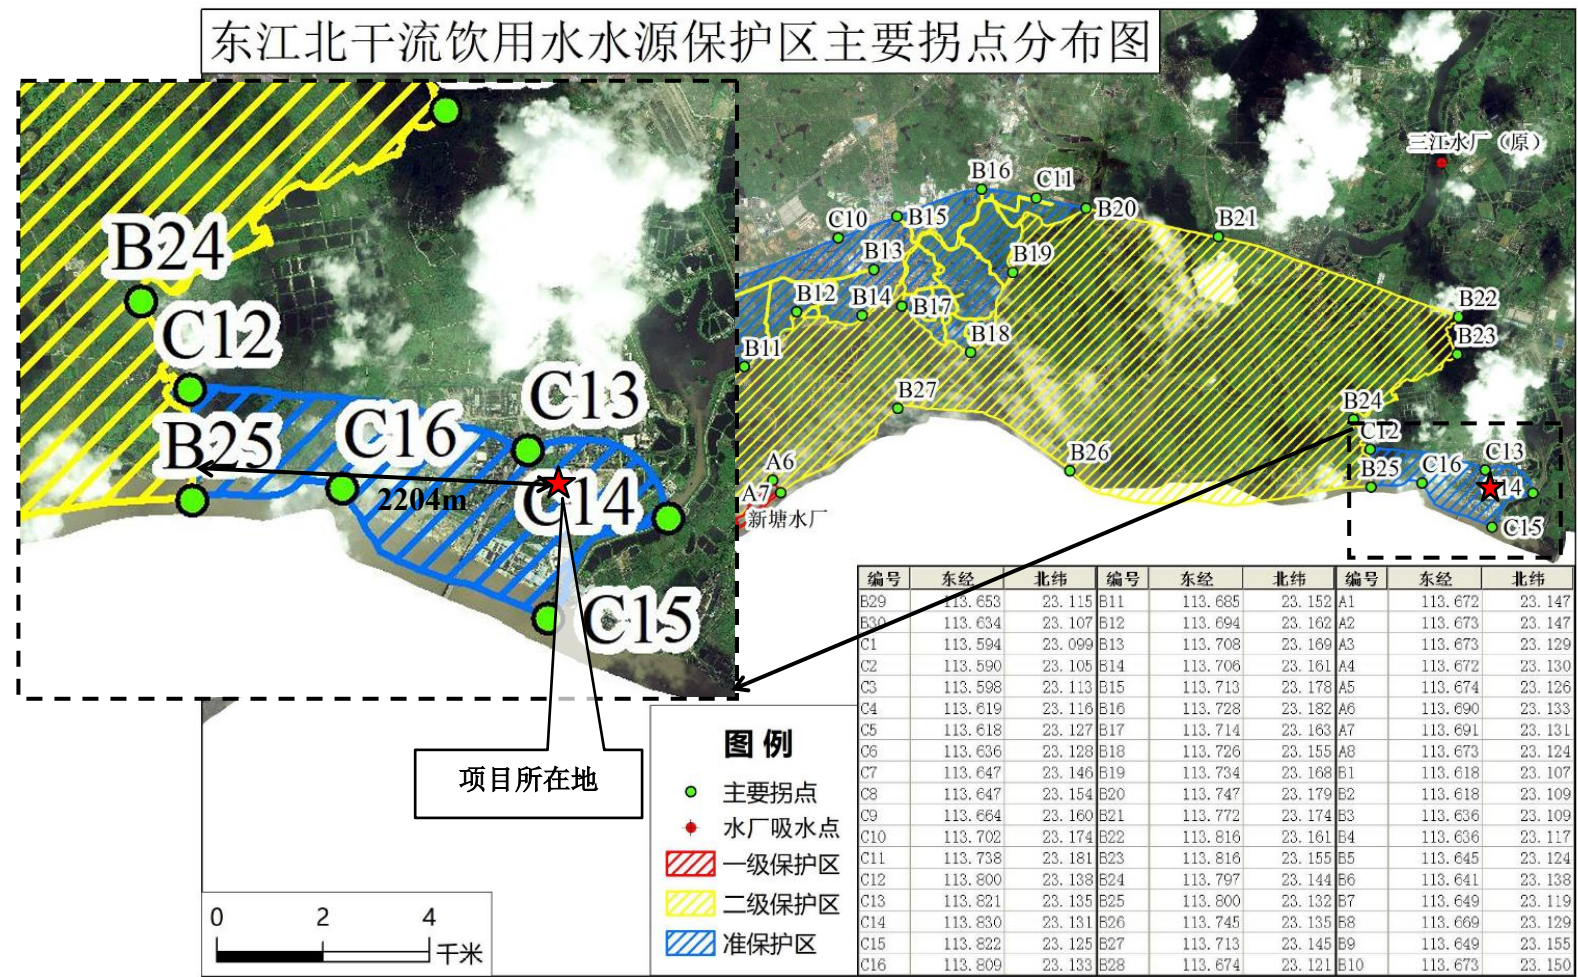 东江北干流饮用水水源保护区主要拐点分布图
三江水厂（原）
B16
C11
B20
B15
C10
B21
B13
B19
B12
B14
B17
B22
B18
B23
B11
B27
B24
C12
B26
C13
A6
B25
C16
14
A7
新塘水厂
C15
B24
C12
C13
C16
B25
2204m
C14
C15
项目所在地
图例
主要拐点
水厂吸水点
一级保护区
二级保护区
准保护区
0 2 4
千米
编号 东经 北纬 编号 东经 北纬 编号 东经 北纬
B29 113.653 23.115 B11 113.685 23.152 A1 113.672 23.147
B30 113.634 23.107 B12 113.694 23.162 A2 113.673 23.147
C1 113.594 23.099 B13 113.708 23.169 A3 113.673 23.129
C2 113.590 23.105 B14 113.706 23.161 A4 113.672 23.130
C3 113.598 23.113 B15 113.713 23.178 A5 113.674 23.126
C4 113.619 23.116 B16 113.728 23.182 A6 113.690 23.133
C5 113.618 23.127 B17 113.714 23.163 A7 113.691 23.131
C6 113.636 23.128 B18 113.726 23.155 A8 113.673 23.124
C7 113.647 23.146 B19 113.734 23.168 B1 113.618 23.107
C8 113.647 23.154 B20 113.747 23.179 B2 113.618 23.109
C9 113.664 23.160 B21 113.772 23.174 B3 113.636 23.109
C10 113.702 23.174 B22 113.816 23.161 B4 113.636 23.117
C11 113.738 23.181 B23 113.816 23.155 B5 113.645 23.124
C12 113.800 23.138 B24 113.797 23.144 B6 113.641 23.138
C13 113.821 23.135 B25 113.800 23.132 B7 113.649 23.119
C14 113.830 23.131 B26 113.745 23.135 B8 113.669 23.129
C15 113.822 23.125 B27 113.713 23.145 B9 113.649 23.155
C16 113.809 23.133 B28 113.674 23.121 B10 113.673 23.150